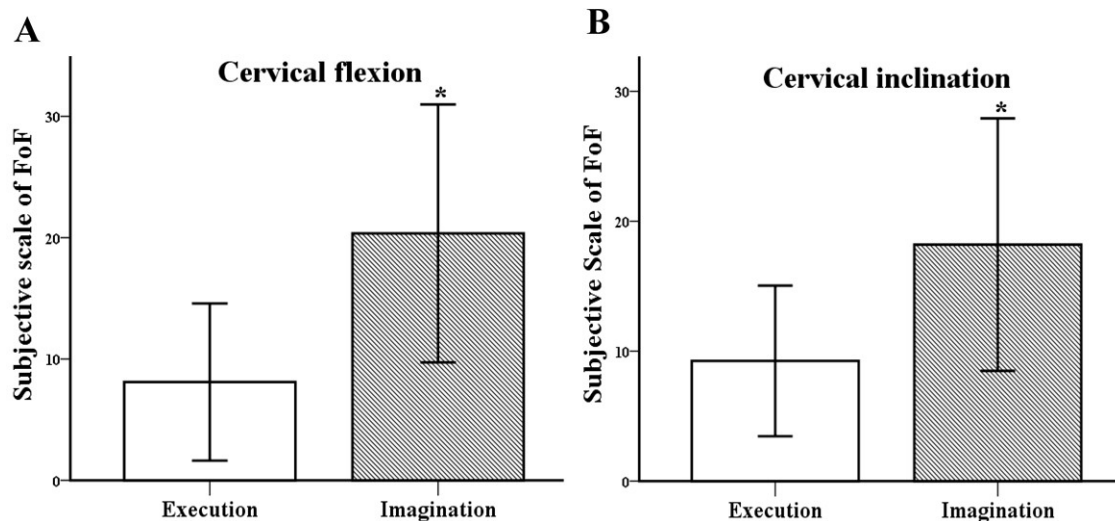 A
Cervical flexion
*
Subjective scale of FoF
30
20
10
0
Execution
Imagination
B
Cervical inclination
*
Subjective Scale of FoF
30
20
10
0
Execution
Imagination